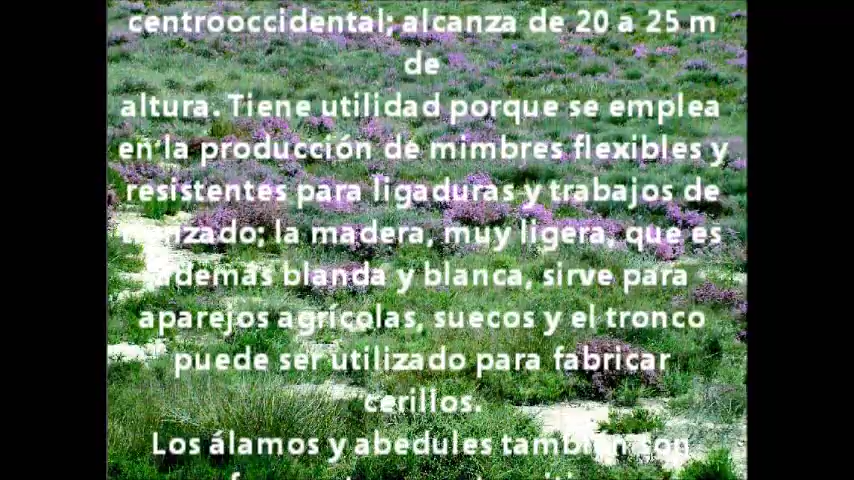 centrooccidental; alcanza de 20 a 25 m
de
altura. Tiene utilidad porque se emplea
en la producción de mimbres flexibles y
resistentes para ligaduras y trabajos de
la madera, muy ligera, que es
además blanda y blanca, sirve para
aparejos agrícolas, suecos y el tronco
puede ser utilizado para fabricar
cerillos.
Los álamos y abedules también son